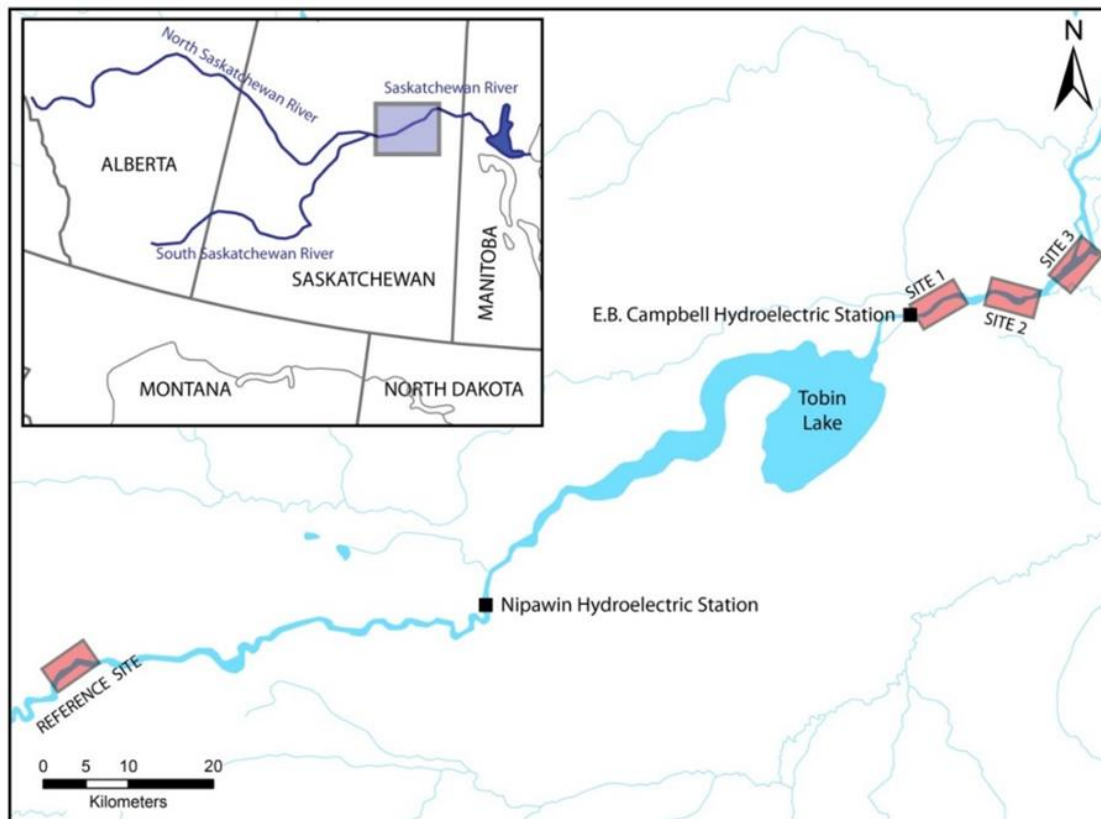 North Saskatchewan River
Saskatchewan River
ALBERTA
South Saskatchewan River
SASKATCHEWAN
MANITOBA
MONTANA
NORTH DAKOTA
N
SITE 3
SITE 1
E.B. Campbell Hydroelectric Station
SITE 2
Tobin
Lake
Nipawin Hydroelectric Station
REFERENCE SITE
0 5 10 20
Kilometers